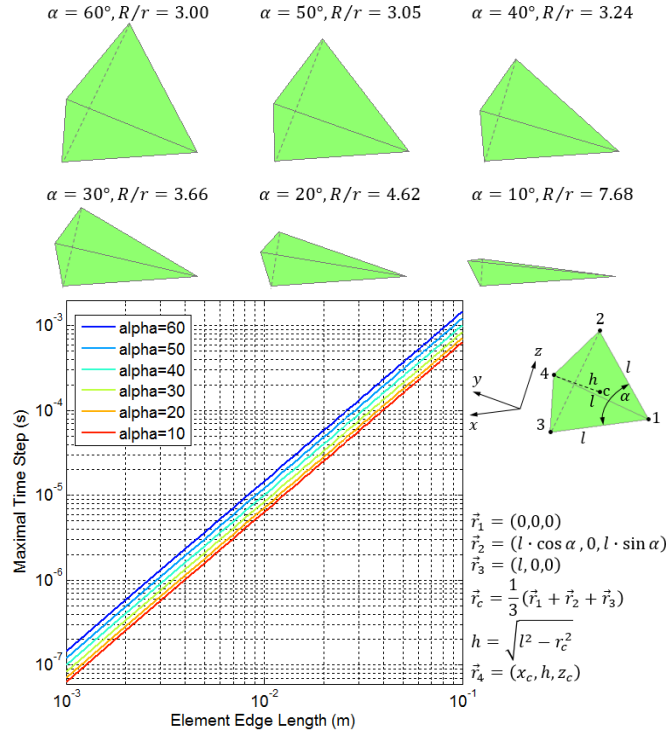 α = 60°, R/r = 3.00
α = 50°, R/r = 3.05
α = 40°, R/r = 3.24
α = 30°, R/r = 3.66
α = 20°, R/r = 4.62
α = 10°, R/r = 7.68
alpha=60
alpha=50
alpha=40
alpha=30
alpha=20
alpha=10
Maximal Time Step (s)
10⁻³
10⁻⁴
10⁻⁵
10⁻⁶
10⁻⁷
10⁻³
10⁻²
10⁻¹
Element Edge Length (m)
2
z
l
4
h
y
c
α
l
x
1
3
l
r⃗₁ = (0,0,0)
r⃗₂ = (l · cos α , 0, l · sin α)
r⃗₃ = (l, 0,0)
r⃗_c = 1/3 (r⃗₁ + r⃗₂ + r⃗₃)
h = √(l² − r_c²)
r⃗₄ = (x_c, h, z_c)